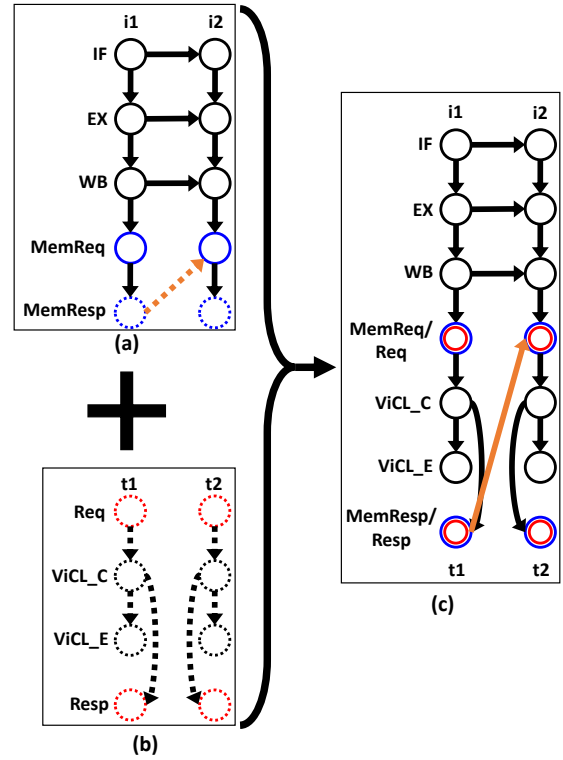 i1 i2
IF
EX
WB
MemReq
MemResp
(a)
t1 t2
Req
ViCL_C
ViCL_E
Resp
(b)
i1 i2
IF
EX
WB
MemReq/
Req
ViCL_C
ViCL_E
MemResp/
Resp
t1 t2
(c)